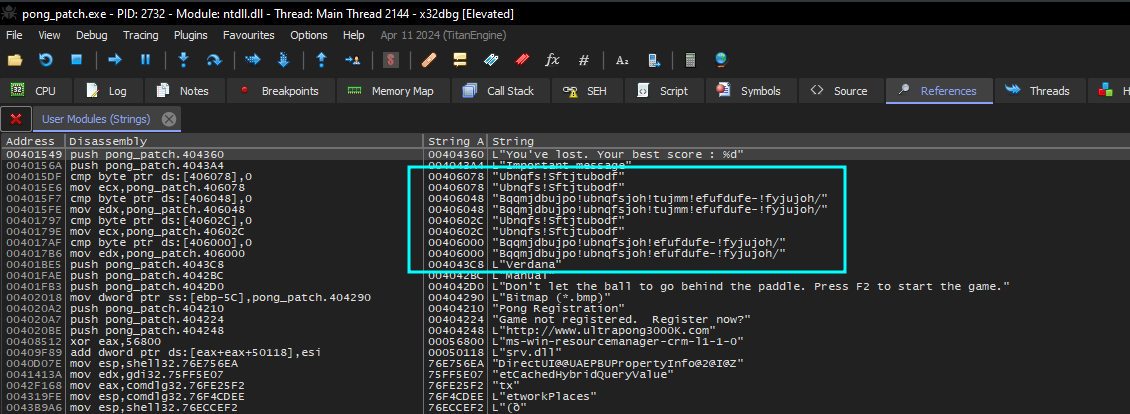 pong_patch.exe - PID: 2732 - Module: ntdll.dll - Thread: Main Thread 2144 - x32dbg [Elevated]
File View Debug Tracing Plugins Favourites Options Help Apr 11 2024 (TitanEngine)
CPU Log Notes Breakpoints Memory Map Call Stack SEH Script Symbols Source References Threads
User Modules (Strings)
Address Disassembly String A String
00401549 push pong_patch.404360 00404360 L"You've lost. Your best score : %d"
0040156A push pong_patch.4043A4 004043A4 L"Important message"
004015DF cmp byte ptr ds:[406078],0 00406078 "Ubnqfs!Sftjtubodf"
004015E6 mov ecx,pong_patch.406078 00406078 "Ubnqfs!Sftjtubodf"
004015F7 cmp byte ptr ds:[406048],0 00406048 "Bqqmjdbujpo!ubnqfsjoh!tujmm!efufdufe-!fyjujoh/"
004015FE mov edx,pong_patch.406048 00406048 "Bqqmjdbujpo!ubnqfsjoh!tujmm!efufdufe-!fyjujoh/"
00401797 cmp byte ptr ds:[40602C],0 0040602C "Ubnqfs!Sftjtubodf"
0040179E mov ecx,pong_patch.40602C 0040602C "Ubnqfs!Sftjtubodf"
004017AF cmp byte ptr ds:[406000],0 00406000 "Bqqmjdbujpo!ubnqfsjoh!efufdufe-!fyjujoh/"
004017B6 mov edx,pong_patch.406000 00406000 "Bqqmjdbujpo!ubnqfsjoh!efufdufe-!fyjujoh/"
00401BE5 push pong_patch.4043C8 004043C8 L"Verdana"
00401FAE push pong_patch.4042BC 004042BC L"Manual"
00401FB3 push pong_patch.4042D0 004042D0 L"Don't let the ball to go behind the paddle. Press F2 to start the game."
00402018 mov dword ptr ss:[ebp-5C],pong_patch.404290 00404290 L"Bitmap (*.bmp)"
004020A2 push pong_patch.404210 00404210 L"Pong Registration"
004020A7 push pong_patch.404224 00404224 L"Game not registered.  Register now?"
004020BE push pong_patch.404248 00404248 L"http://www.ultrapong3000K.com"
00408512 xor eax,56800 00056800 L"ms-win-resourcemanager-crm-l1-1-0"
00409F89 add dword ptr ds:[eax+eax+50118],esi 00050118 L"srv.dll"
0040D07E mov esp,shell32.76E756EA 76E756EA "DirectUI@@UAEPBUPropertyInfo@2@I@Z"
0041413A mov edx,gdi32.75FF5E07 75FF5E07 "etCachedHybridQueryValue"
0042F168 mov eax,comdlg32.76FE25F2 76FE25F2 "tx"
004319FE mov esp,comdlg32.76F4CDEE 76F4CDEE L"etworkPlaces"
0043B9A6 mov esp,shell32.76ECCEF2 76ECCEF2 L"(ð"